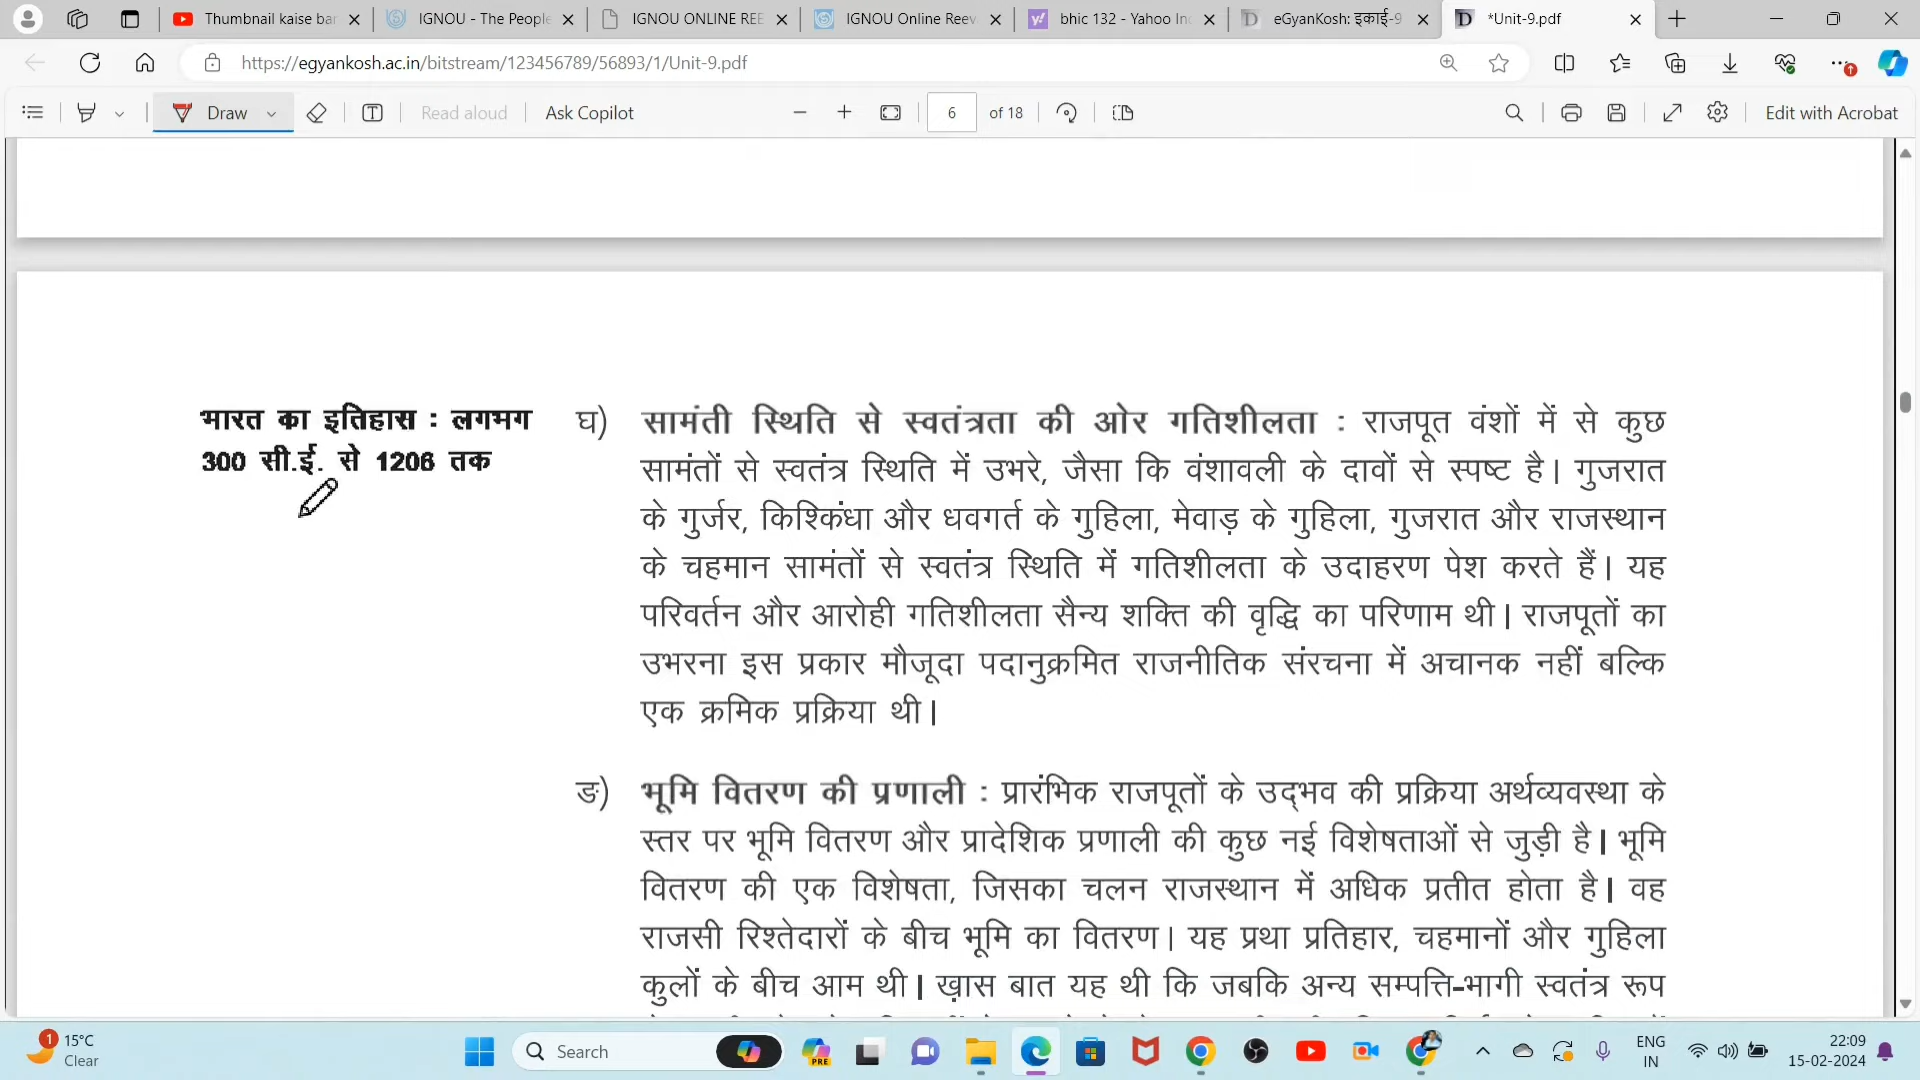 Thumbnail kaise bar
IGNOU - The People
IGNOU ONLINE REE
IGNOU Online Reev
bhic 132 - Yahoo In
eGyanKosh: इकाई-9
*Unit-9.pdf
https://egyankosh.ac.in/bitstream/123456789/56893/1/Unit-9.pdf
Draw
Read aloud
Ask Copilot
6 of 18
Edit with Acrobat
भारत का इतिहास : लगभग
300 सी.ई. से 1206 तक
घ) सामंती स्थिति से स्वतंत्रता की ओर गतिशीलता : राजपूत वंशों में से कुछ
सामंतों से स्वतंत्र स्थिति में उभरे, जैसा कि वंशावली के दावों से स्पष्ट है। गुजरात
के गुर्जर, किश्किंधा और धवगर्त के गुहिला, मेवाड़ के गुहिला, गुजरात और राजस्थान
के चहमान सामंतों से स्वतंत्र स्थिति में गतिशीलता के उदाहरण पेश करते हैं। यह
परिवर्तन और आरोही गतिशीलता सैन्य शक्ति की वृद्धि का परिणाम थी। राजपूतों का
उभरना इस प्रकार मौजूदा पदानुक्रमित राजनीतिक संरचना में अचानक नहीं बल्कि
एक क्रमिक प्रक्रिया थी।
ङ) भूमि वितरण की प्रणाली : प्रारंभिक राजपूतों के उद्भव की प्रक्रिया अर्थव्यवस्था के
स्तर पर भूमि वितरण और प्रादेशिक प्रणाली की कुछ नई विशेषताओं से जुड़ी है। भूमि
वितरण की एक विशेषता, जिसका चलन राजस्थान में अधिक प्रतीत होता है। वह
राजसी रिश्तेदारों के बीच भूमि का वितरण। यह प्रथा प्रतिहार, चहमानों और गुहिला
कुलों के बीच आम थी। ख़ास बात यह थी कि जबकि अन्य सम्पत्ति-भागी स्वतंत्र रूप
1
15°C
Clear
Search
PRE
ENG
IN
22:09
15-02-2024